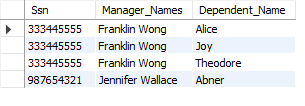 Ssn Manager_Names Dependent_Name
333445555 Franklin Wong Alice
333445555 Franklin Wong Joy
333445555 Franklin Wong Theodore
987654321 Jennifer Wallace Abner